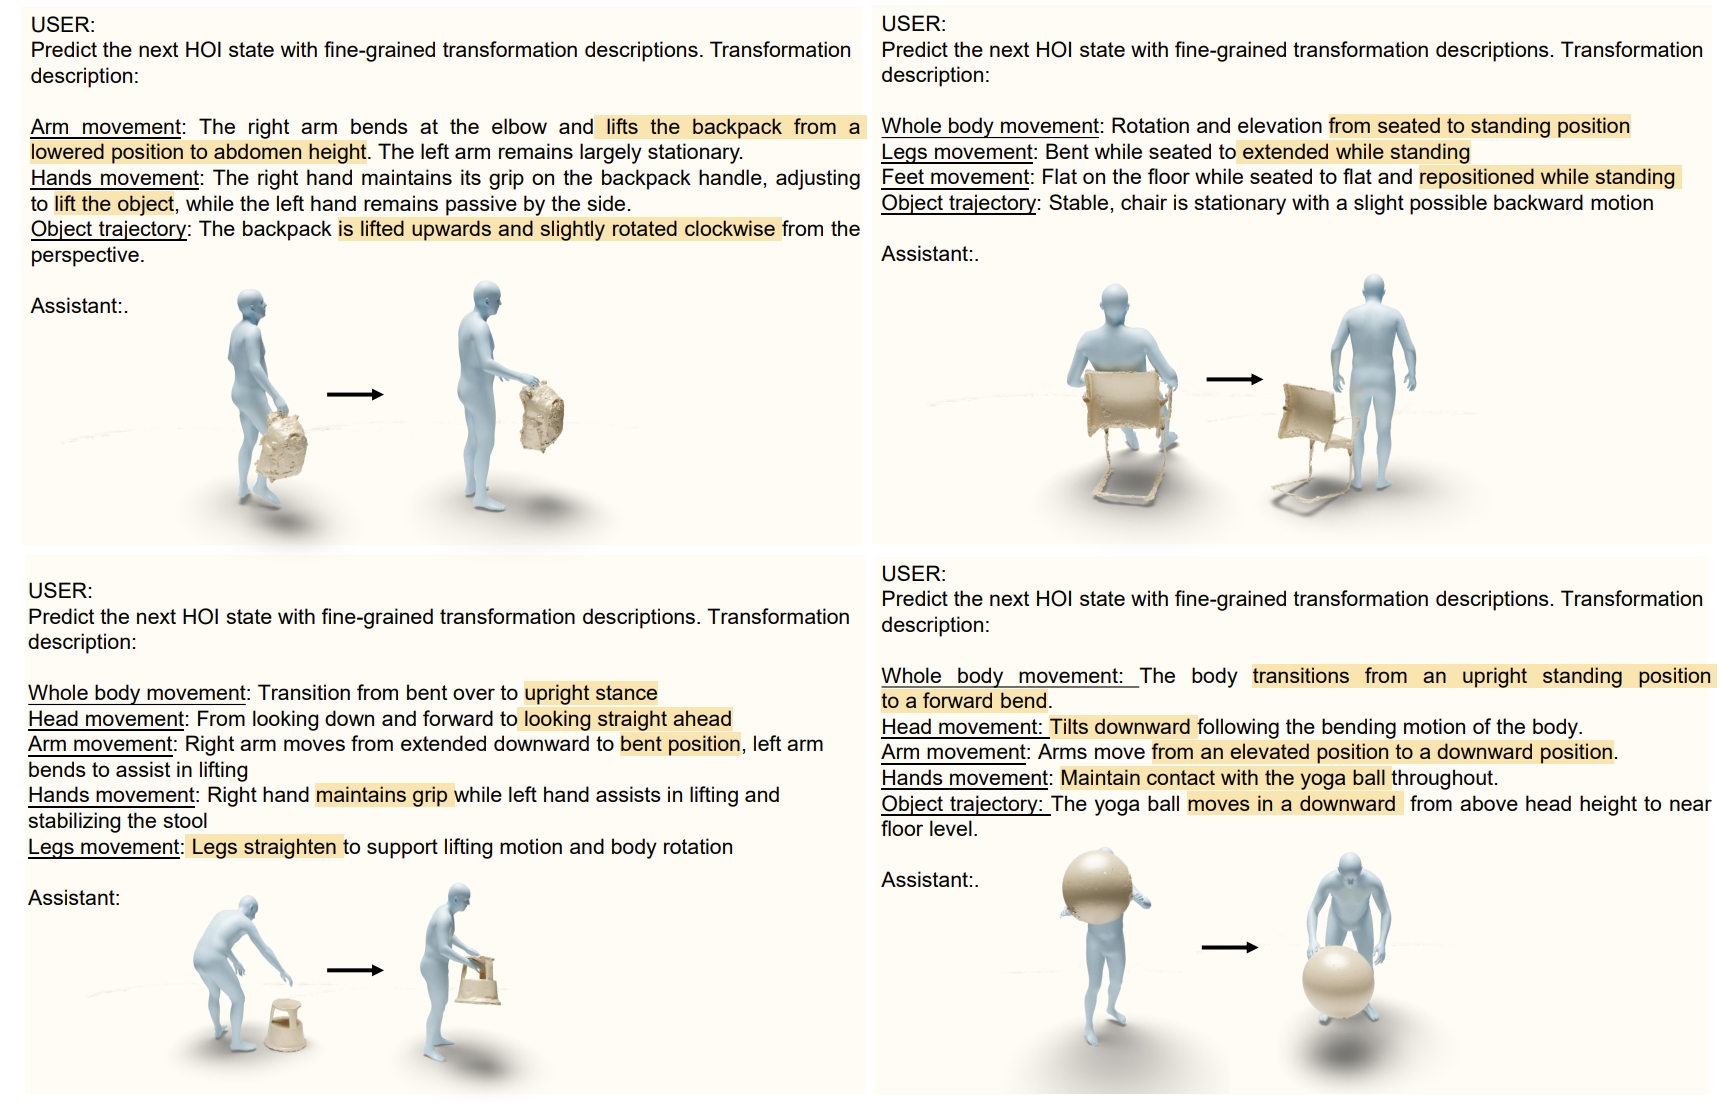 USER:
Predict the next HOI state with fine-grained transformation descriptions. Transformation
description:
Arm movement: The right arm bends at the elbow and lifts the backpack from a
lowered position to abdomen height. The left arm remains largely stationary.
Hands movement: The right hand maintains its grip on the backpack handle, adjusting
to lift the object, while the left hand remains passive by the side.
Object trajectory: The backpack is lifted upwards and slightly rotated clockwise from the
perspective.
Assistant:.
USER:
Predict the next HOI state with fine-grained transformation descriptions. Transformation
description:
Whole body movement: Rotation and elevation from seated to standing position
Legs movement: Bent while seated to extended while standing
Feet movement: Flat on the floor while seated to flat and repositioned while standing
Object trajectory: Stable, chair is stationary with a slight possible backward motion
Assistant:.
USER:
Predict the next HOI state with fine-grained transformation descriptions. Transformation
description:
Whole body movement: Transition from bent over to upright stance
Head movement: From looking down and forward to looking straight ahead
Arm movement: Right arm moves from extended downward to bent position, left arm
bends to assist in lifting
Hands movement: Right hand maintains grip while left hand assists in lifting and
stabilizing the stool
Legs movement: Legs straighten to support lifting motion and body rotation
Assistant:
USER:
Predict the next HOI state with fine-grained transformation descriptions. Transformation
description:
Whole body movement: The body transitions from an upright standing position
to a forward bend.
Head movement: Tilts downward following the bending motion of the body.
Arm movement: Arms move from an elevated position to a downward position.
Hands movement: Maintain contact with the yoga ball throughout.
Object trajectory: The yoga ball moves in a downward from above head height to near
floor level.
Assistant:.